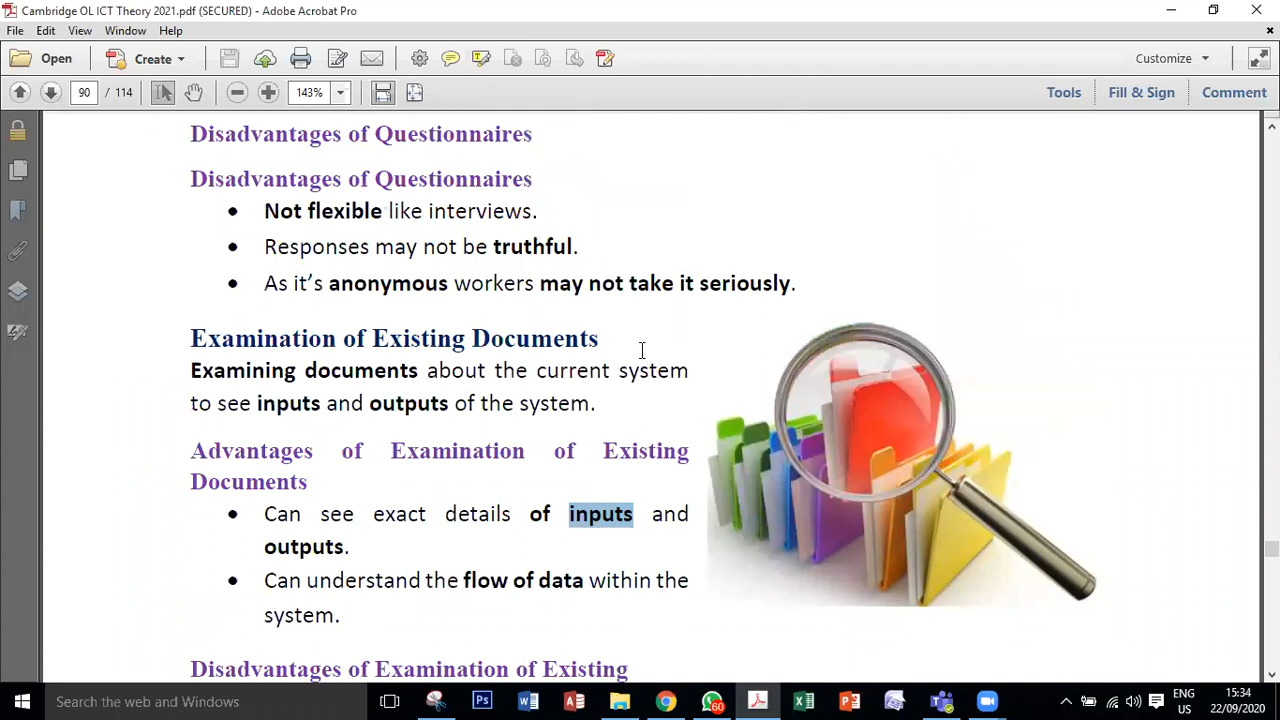 Cambridge OL ICT Theory 2021.pdf (SECURED) - Adobe Acrobat Pro
File Edit View Window Help
Open Create Customize
90 / 114 143% Tools Fill & Sign Comment
Disadvantages of Questionnaires
Disadvantages of Questionnaires
• Not flexible like interviews.
• Responses may not be truthful.
• As it’s anonymous workers may not take it seriously.
Examination of Existing Documents
Examining documents about the current system
to see inputs and outputs of the system.
Advantages of Examination of Existing
Documents
• Can see exact details of inputs and
outputs.
• Can understand the flow of data within the
system.
Disadvantages of Examination of Existing
Search the web and Windows
60
ENG
US
15:34
22/09/2020